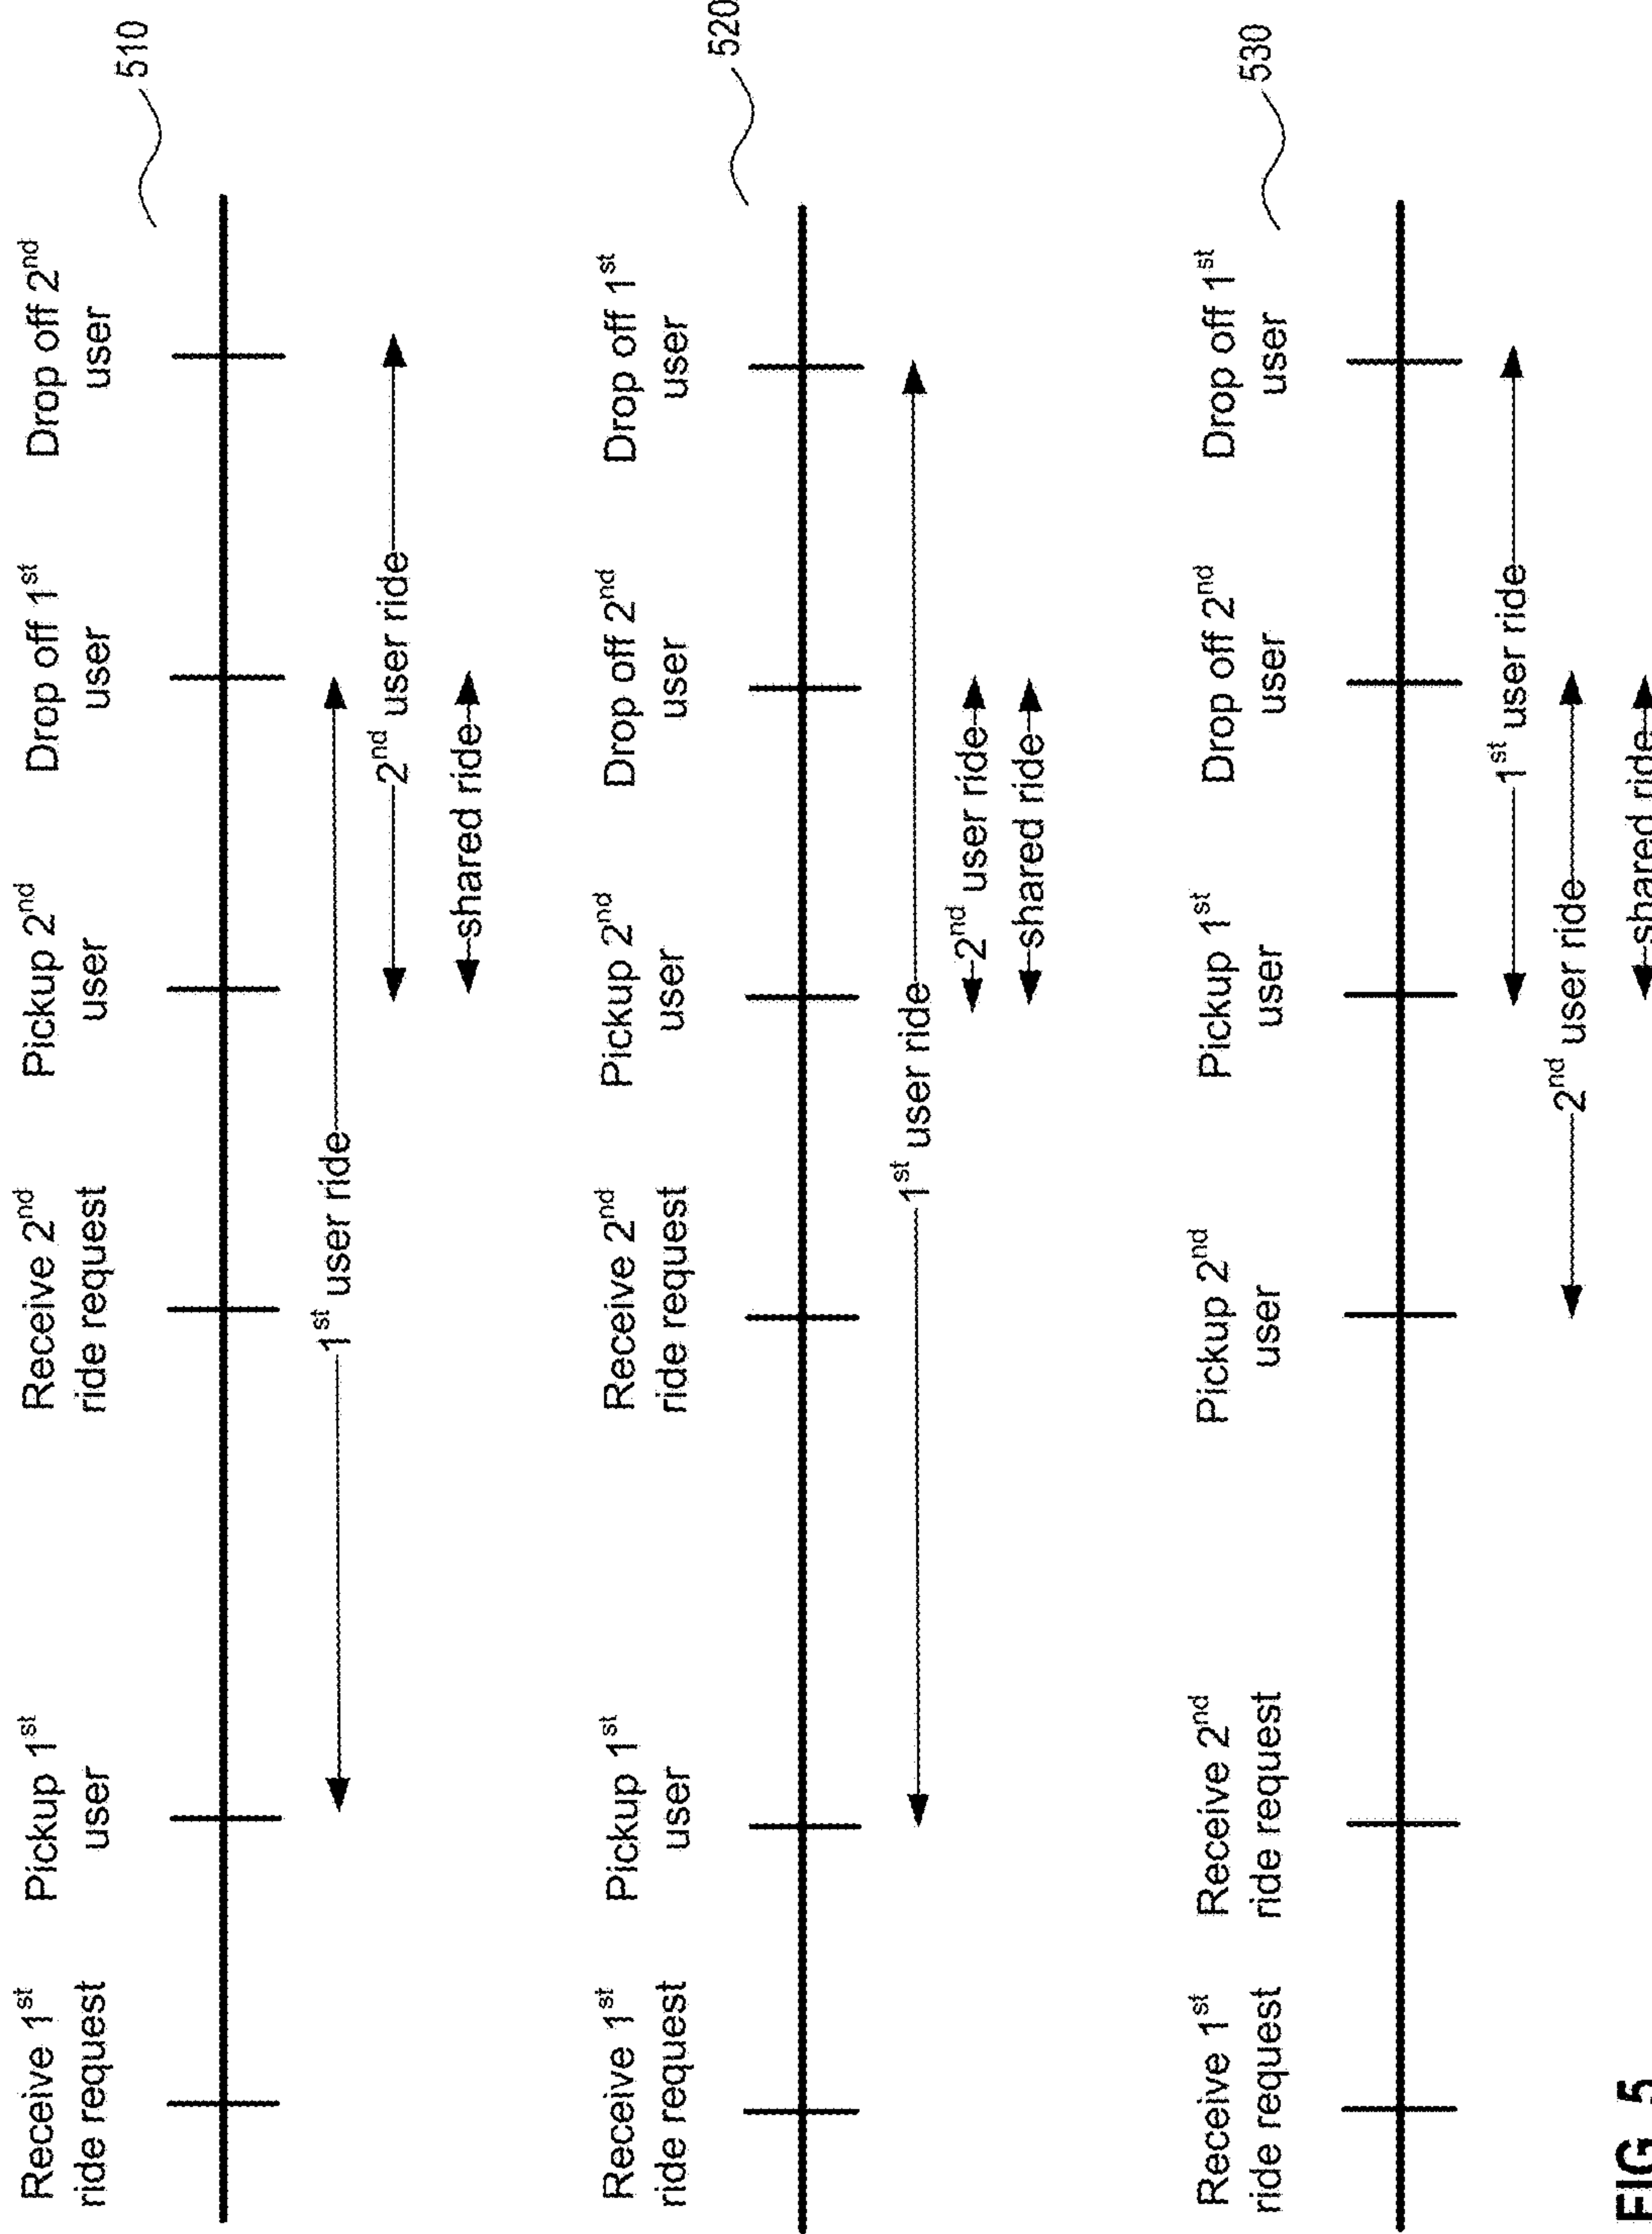 510
Receive 1st
ride request
Pickup 1st
user
Receive 2nd
ride request
Pickup 2nd
user
Drop off 1st
user
Drop off 2nd
user
1st user ride
2nd user ride
shared ride
520
Receive 1st
ride request
Pickup 1st
user
Receive 2nd
ride request
Pickup 2nd
user
Drop off 2nd
user
Drop off 1st
user
1st user ride
2nd user ride
shared ride
530
Receive 1st
ride request
Receive 2nd
ride request
Pickup 2nd
user
Pickup 1st
user
Drop off 2nd
user
Drop off 1st
user
1st user ride
2nd user ride
shared ride
FIG. 5